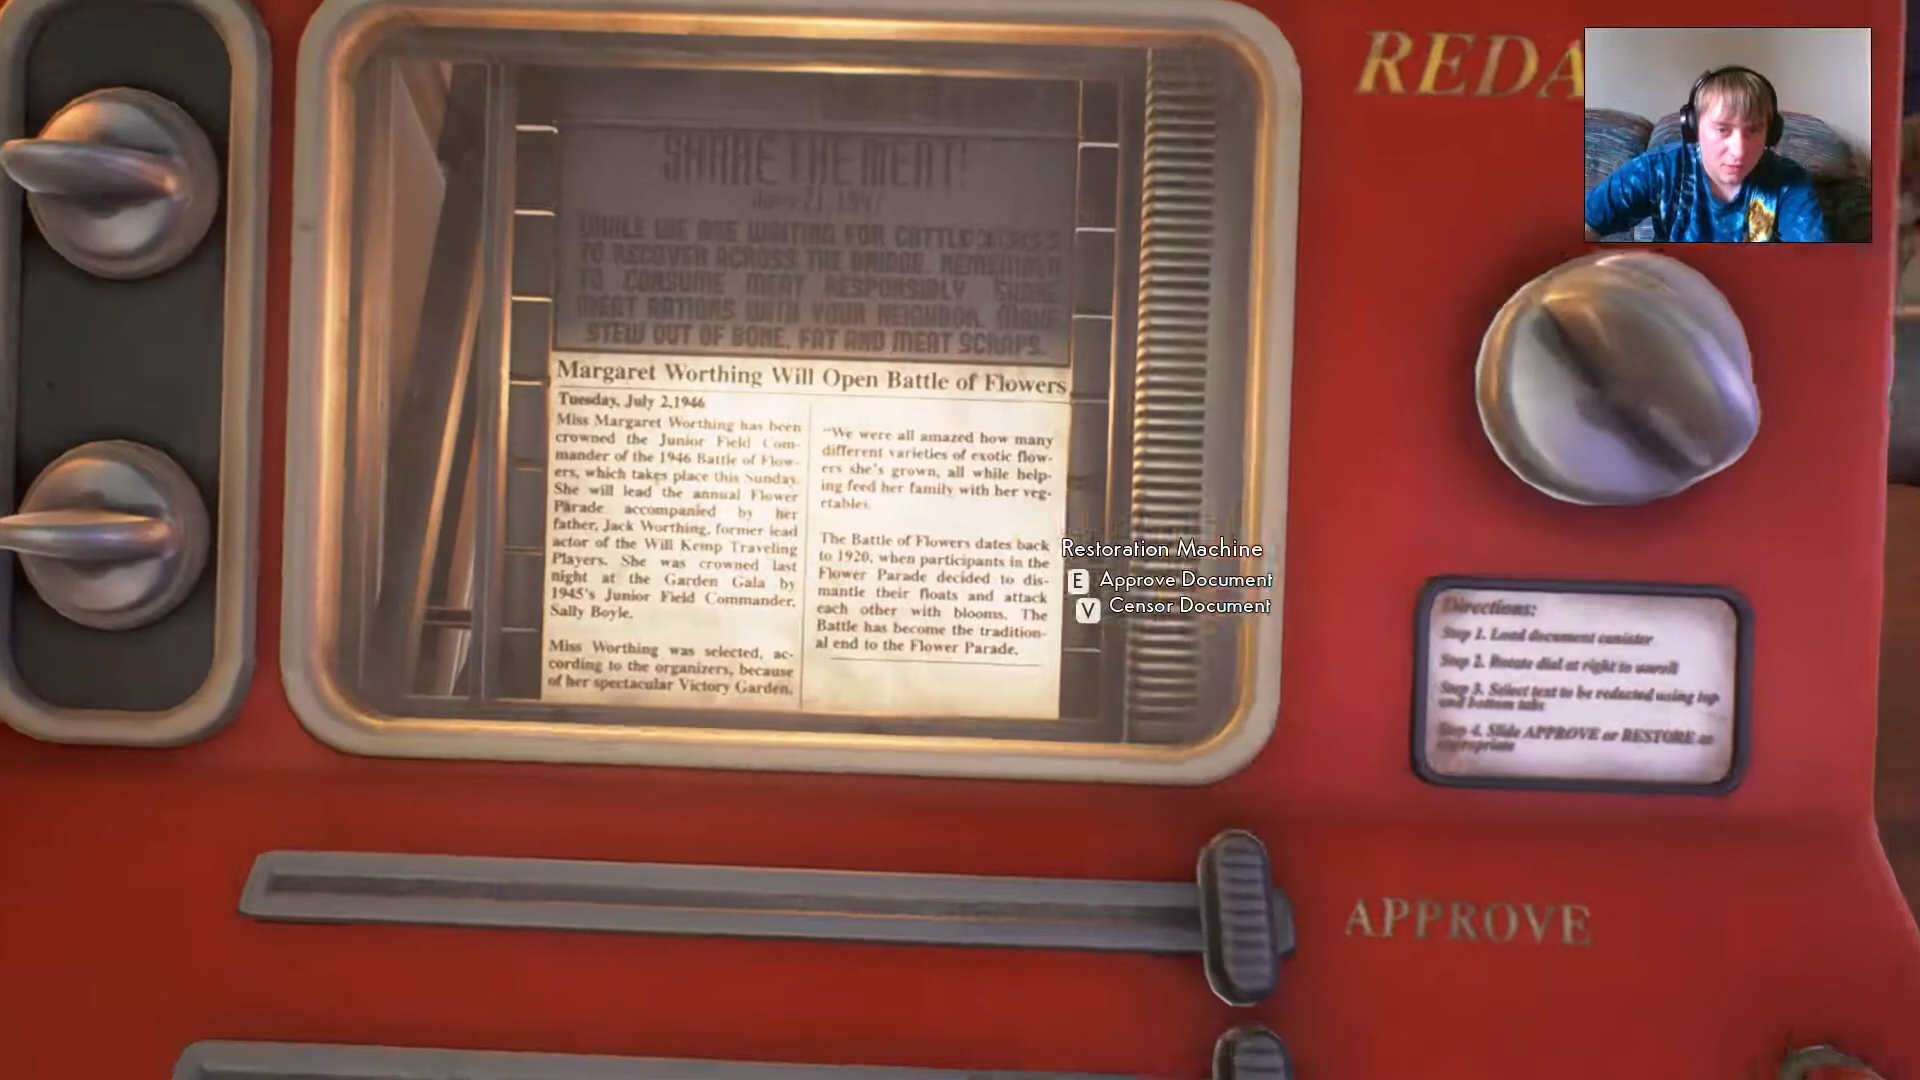 REDA
SHARE THE MEAT!
21, 1947
WHILE WE ARE WAITING FOR CATTLE
TO RECOVER ACROSS THE BRIDGE, REMEMBER
TO CONSUME MEAT RESPONSIBLY. SHARE
MEAT RATIONS WITH YOUR NEIGHBOR. MAKE
STEW OUT OF BONE, FAT AND MEAT SCRAPS.
Margaret Worthing Will Open Battle of Flowers
Tuesday, July 2,1946
Miss Margaret Worthing has been
crowned the Junior Field Com-
mander of the 1946 Battle of Flow-
ers, which takes place this Sunday.
She will lead the annual Flower
Parade accompanied by her
father, Jack Worthing, former lead
actor of the Will Kemp Traveling
Players. She was crowned last
night at the Garden Gala by
1945's Junior Field Commander,
Sally Boyle.
Miss Worthing was selected, ac-
cording to the organizers, because
of her spectacular Victory Garden.
"We were all amazed how many
different varieties of exotic flow-
ers she's grown, all while help-
ing feed her family with her veg-
etables.
The Battle of Flowers dates back
to 1920, when participants in the
Flower Parade decided to dis-
mantle their floats and attack
each other with blooms. The
Battle has become the tradition-
al end to the Flower Parade.
Restoration Machine
E Approve Document
V Censor Document
Directions:
Step 1. Load document canister
Step 2. Rotate dial at right to unroll
Step 3. Select text to be redacted using top
and bottom tabs
Step 4. Slide APPROVE or RESTORE as
appropriate
APPROVE